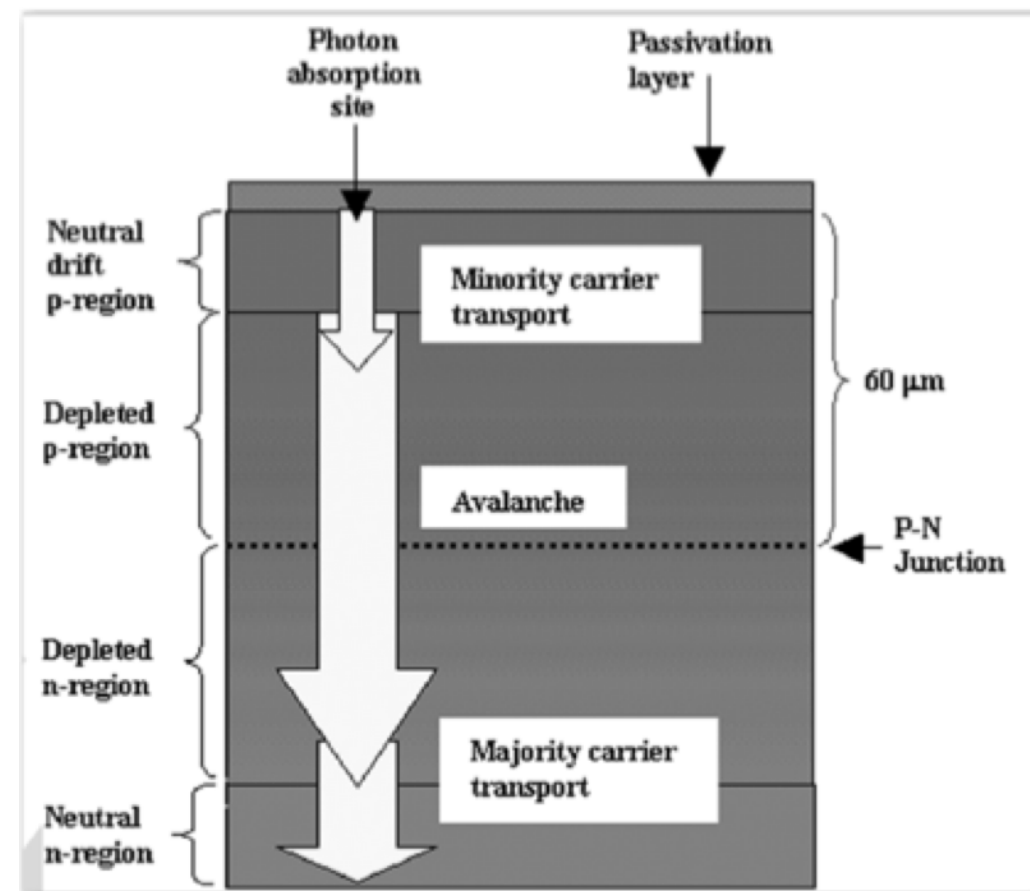 Photon
absorption
site
Passivation
layer
Neutral
drift
p-region
Minority carrier
transport
60 μm
Depleted
p-region
Avalanche
P-N
Junction
Depleted
n-region
Majority carrier
transport
Neutral
n-region